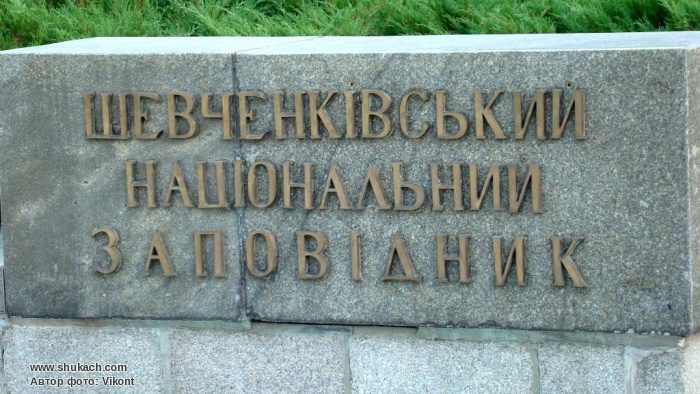 ШЕВЧЕНКІВСЬКИЙ
НАЦІОНАЛЬНИЙ
ЗАПОВІДНИК
www.shukach.com
Автор фото: Vikont